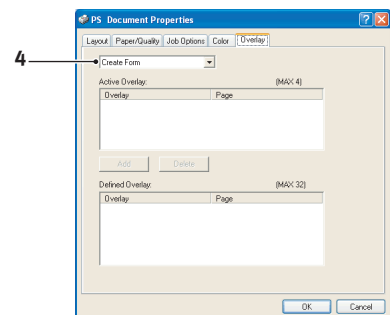 PS Document Properties
Layout Paper/Quality Job Options Color Overlay
4
Create Form
Active Overlay: (MAX 4)
Overlay Page
Add Delete
Defined Overlay: (MAX 32)
Overlay Page
OK Cancel